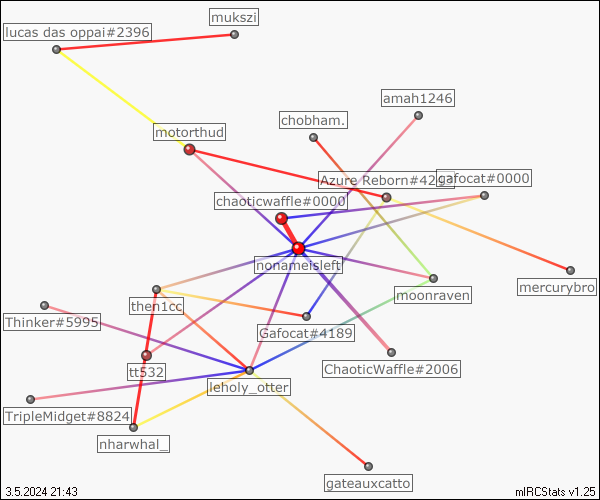 mukszi
lucas das oppai#2396
amah1246
chobham.
motorthud
Azure Reborn#4243
gafocat#0000
chaoticwaffle#0000
nonameisleft
mercurybro
moonraven
then1cc
Thinker#5995
Gafocat#4189
ChaoticWaffle#2006
tt532
leholy_otter
TripleMidget#8824
nharwhal_
gateauxcatto
3.5.2024 21:43
mIRCStats v1.25